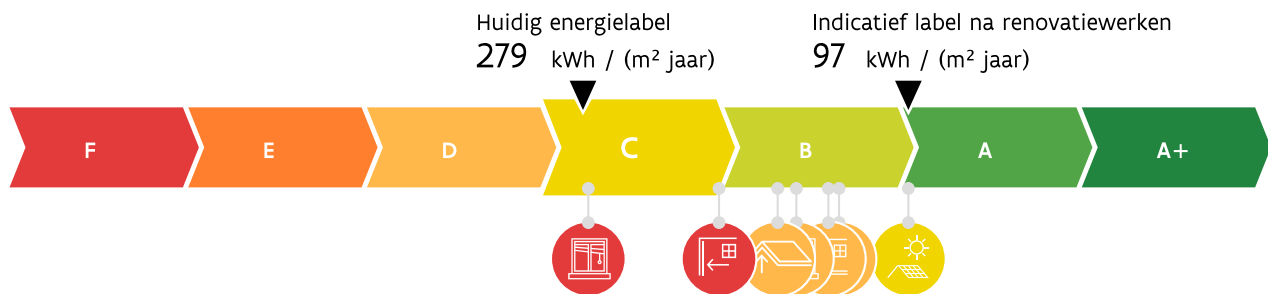 Huidig energielabel
279 kWh / (m² jaar)
Indicatief label na renovatiewerken
97 kWh / (m² jaar)
F E D C B A A+